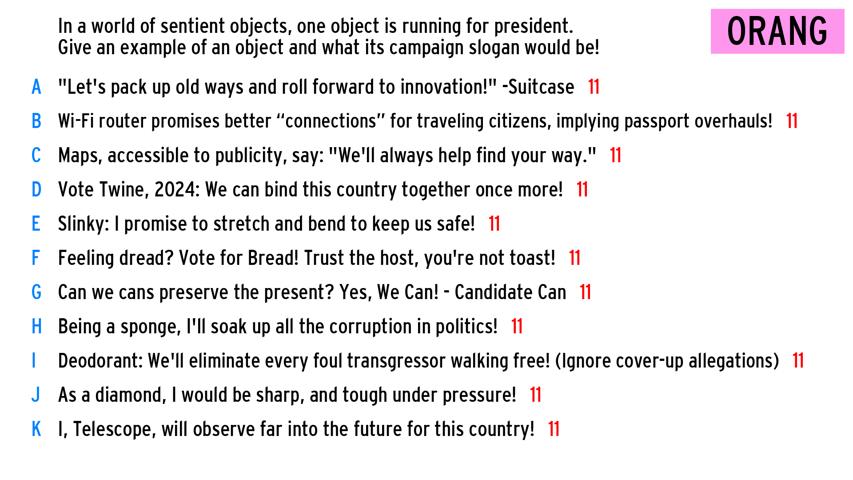 In a world of sentient objects, one object is running for president.
Give an example of an object and what its campaign slogan would be!
ORANG
A "Let's pack up old ways and roll forward to innovation!" -Suitcase 11
B Wi-Fi router promises better “connections” for traveling citizens, implying passport overhauls! 11
C Maps, accessible to publicity, say: "We'll always help find your way." 11
D Vote Twine, 2024: We can bind this country together once more! 11
E Slinky: I promise to stretch and bend to keep us safe! 11
F Feeling dread? Vote for Bread! Trust the host, you're not toast! 11
G Can we cans preserve the present? Yes, We Can! - Candidate Can 11
H Being a sponge, I'll soak up all the corruption in politics! 11
I Deodorant: We'll eliminate every foul transgressor walking free! (Ignore cover-up allegations) 11
J As a diamond, I would be sharp, and tough under pressure! 11
K I, Telescope, will observe far into the future for this country! 11